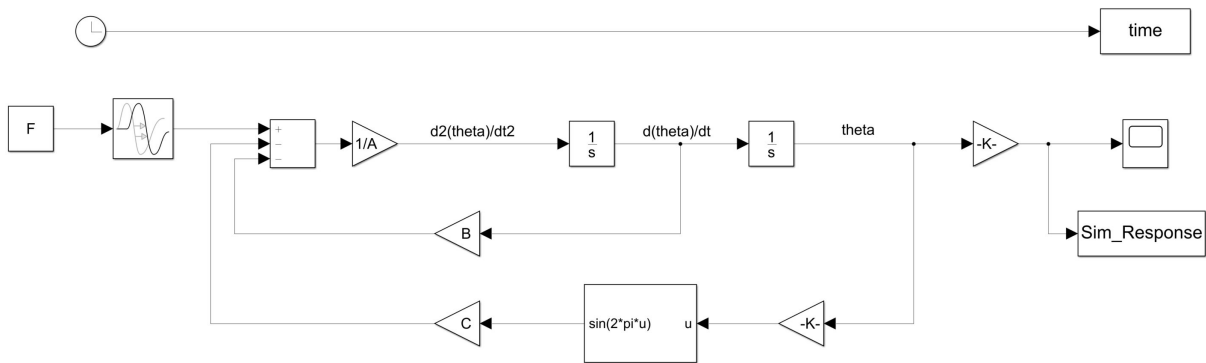 time
F
+
−
−
1/A
d2(theta)/dt2
1
s
d(theta)/dt
1
s
theta
-K-
Sim_Response
B
C
sin(2*pi*u)
u
-K-